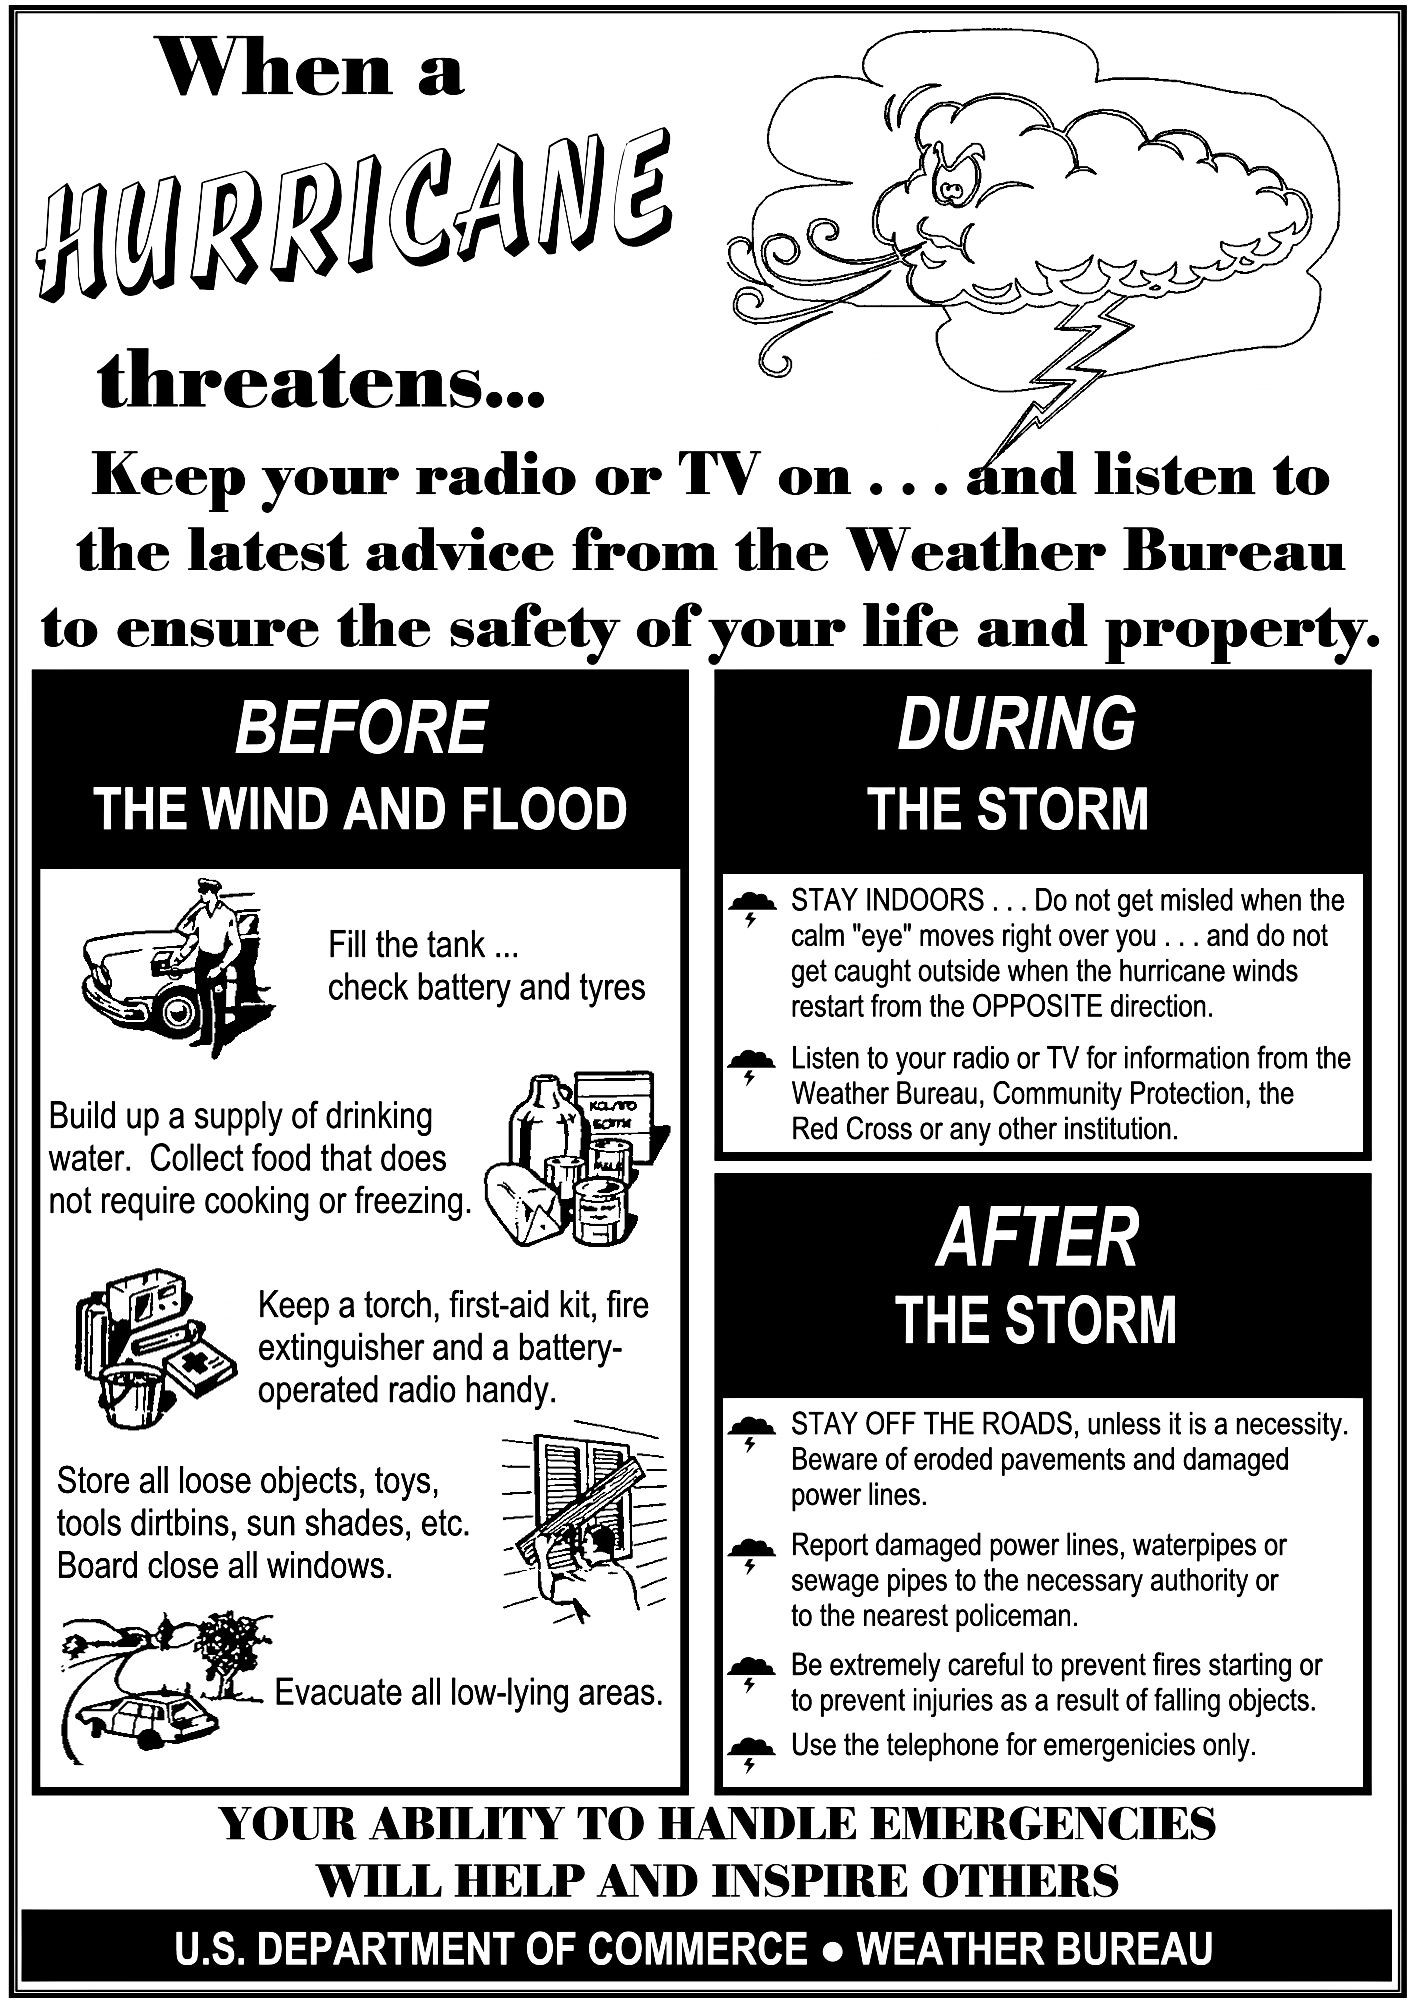 When a
HURRICANE
threatens...
Keep your radio or TV on . . . and listen to
the latest advice from the Weather Bureau
to ensure the safety of your life and property.
BEFORE
THE WIND AND FLOOD
Fill the tank ...
check battery and tyres
Build up a supply of drinking
water.  Collect food that does
not require cooking or freezing.
Keep a torch, first-aid kit, fire
extinguisher and a battery-
operated radio handy.
Store all loose objects, toys,
tools dirtbins, sun shades, etc.
Board close all windows.
Evacuate all low-lying areas.
DURING
THE STORM
STAY INDOORS . . . Do not get misled when the
calm "eye" moves right over you . . . and do not
get caught outside when the hurricane winds
restart from the OPPOSITE direction.
Listen to your radio or TV for information from the
Weather Bureau, Community Protection, the
Red Cross or any other institution.
AFTER
THE STORM
STAY OFF THE ROADS, unless it is a necessity.
Beware of eroded pavements and damaged
power lines.
Report damaged power lines, waterpipes or
sewage pipes to the necessary authority or
to the nearest policeman.
Be extremely careful to prevent fires starting or
to prevent injuries as a result of falling objects.
Use the telephone for emergenicies only.
YOUR ABILITY TO HANDLE EMERGENCIES
WILL HELP AND INSPIRE OTHERS
U.S. DEPARTMENT OF COMMERCE ● WEATHER BUREAU